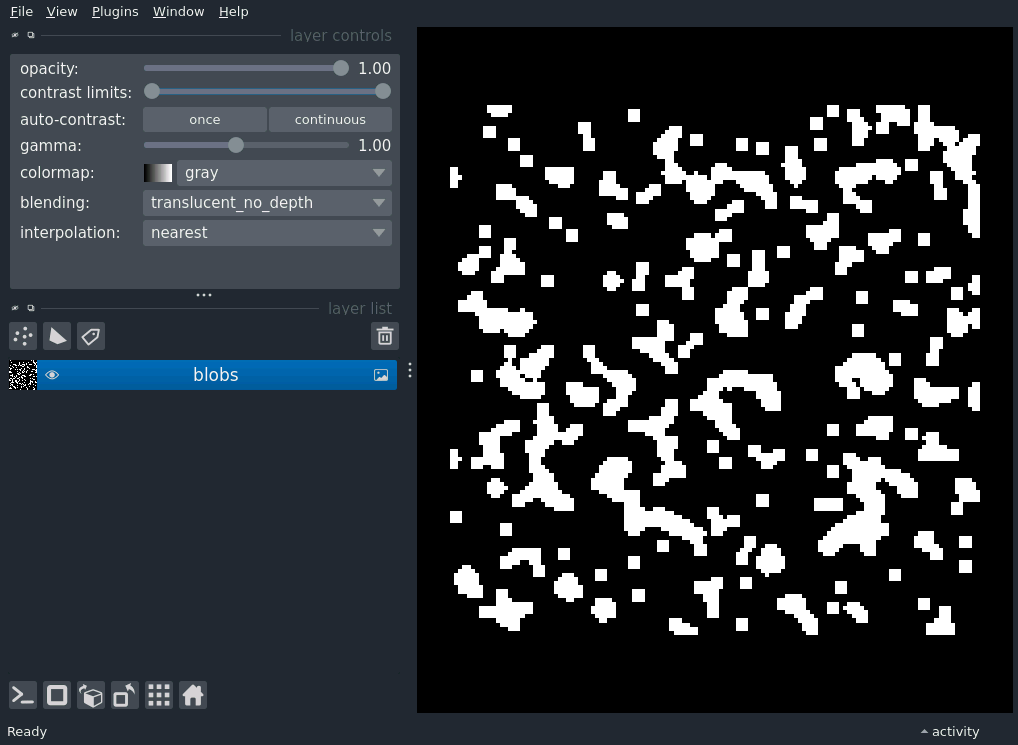 File View Plugins Window Help
layer controls
opacity: 1.00
contrast limits:
auto-contrast: once continuous
gamma: 1.00
colormap: gray
blending: translucent_no_depth
interpolation: nearest
layer list
blobs
Ready activity